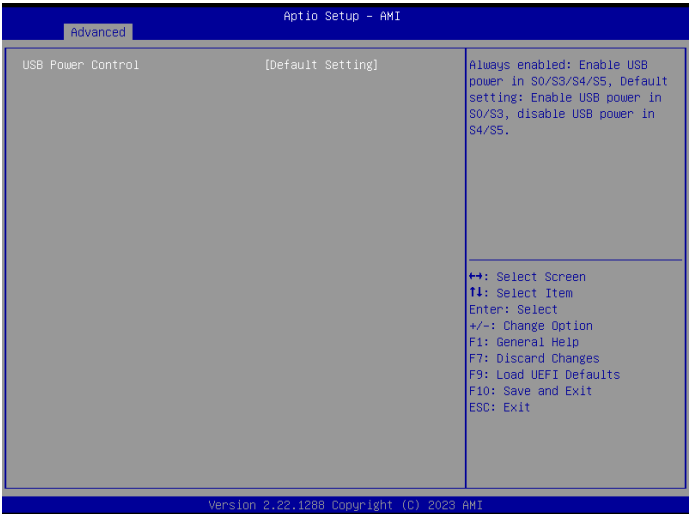 Aptio Setup – AMI
Advanced
USB Power Control [Default Setting]
Always enabled: Enable USB
power in S0/S3/S4/S5, Default
setting: Enable USB power in
S0/S3, disable USB power in
S4/S5.
↔: Select Screen
↑↓: Select Item
Enter: Select
+/-: Change Option
F1: General Help
F7: Discard Changes
F9: Load UEFI Defaults
F10: Save and Exit
ESC: Exit
Version 2.22.1288 Copyright (C) 2023 AMI